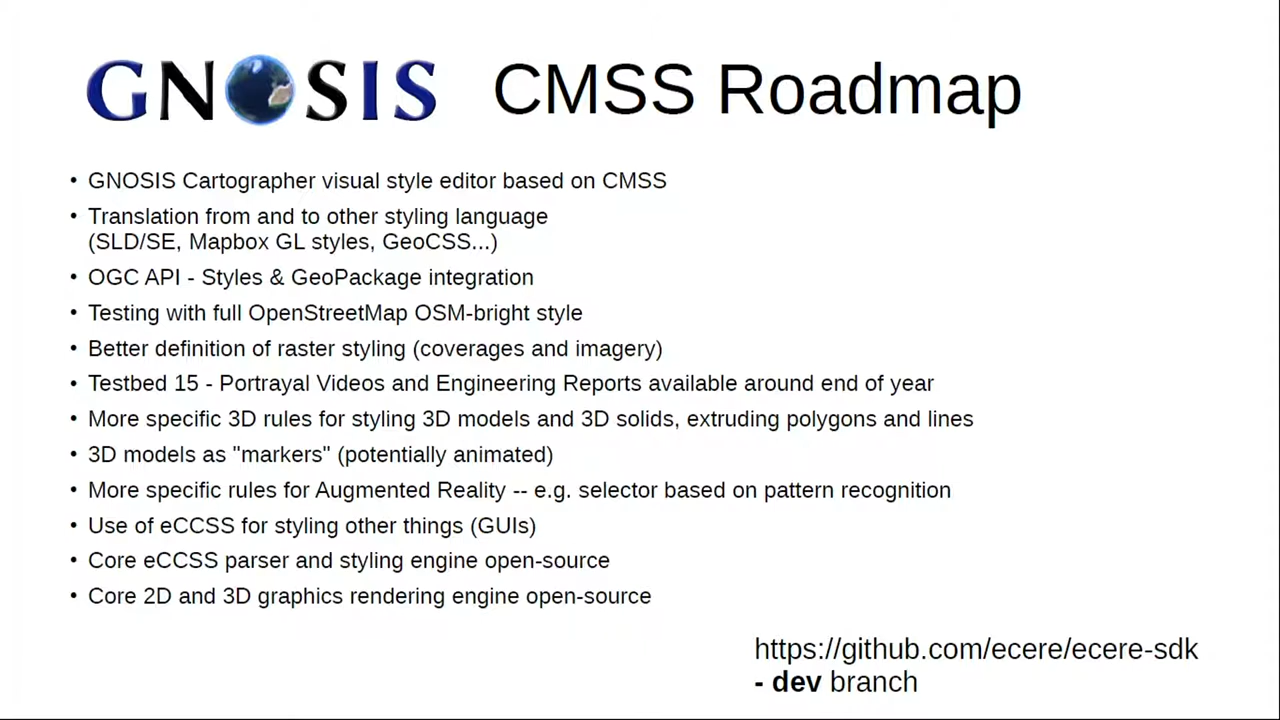 GNOSIS CMSS Roadmap
• GNOSIS Cartographer visual style editor based on CMSS
• Translation from and to other styling language
(SLD/SE, Mapbox GL styles, GeoCSS...)
• OGC API - Styles & GeoPackage integration
• Testing with full OpenStreetMap OSM-bright style
• Better definition of raster styling (coverages and imagery)
• Testbed 15 - Portrayal Videos and Engineering Reports available around end of year
• More specific 3D rules for styling 3D models and 3D solids, extruding polygons and lines
• 3D models as "markers" (potentially animated)
• More specific rules for Augmented Reality -- e.g. selector based on pattern recognition
• Use of eCCSS for styling other things (GUIs)
• Core eCCSS parser and styling engine open-source
• Core 2D and 3D graphics rendering engine open-source
https://github.com/ecere/ecere-sdk
- dev branch